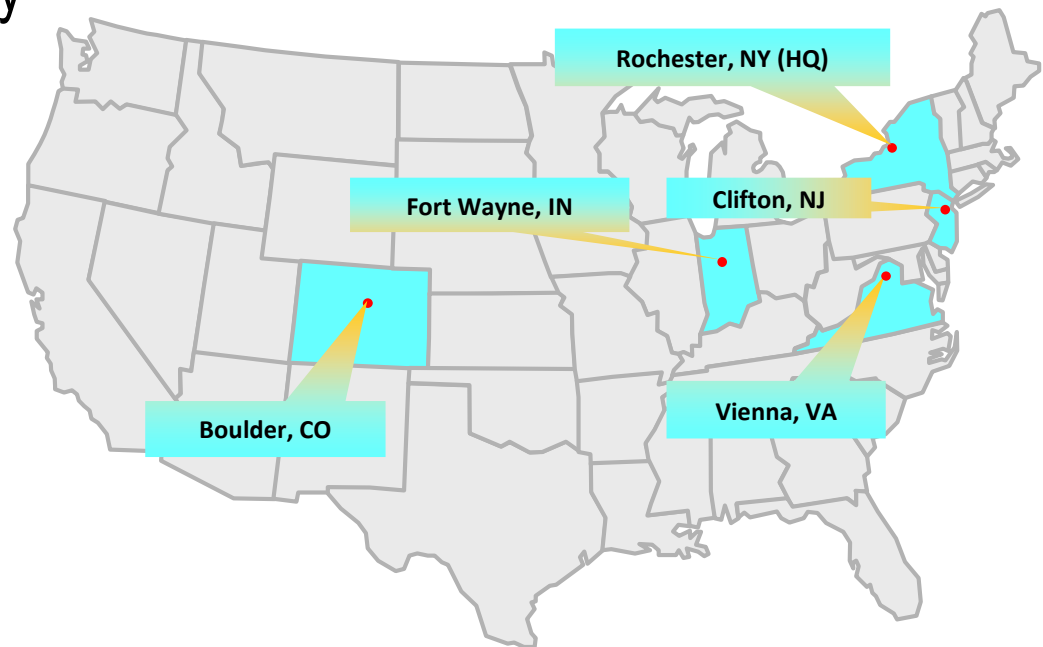 y
Rochester, NY (HQ)
Fort Wayne, IN
Clifton, NJ
Boulder, CO
Vienna, VA